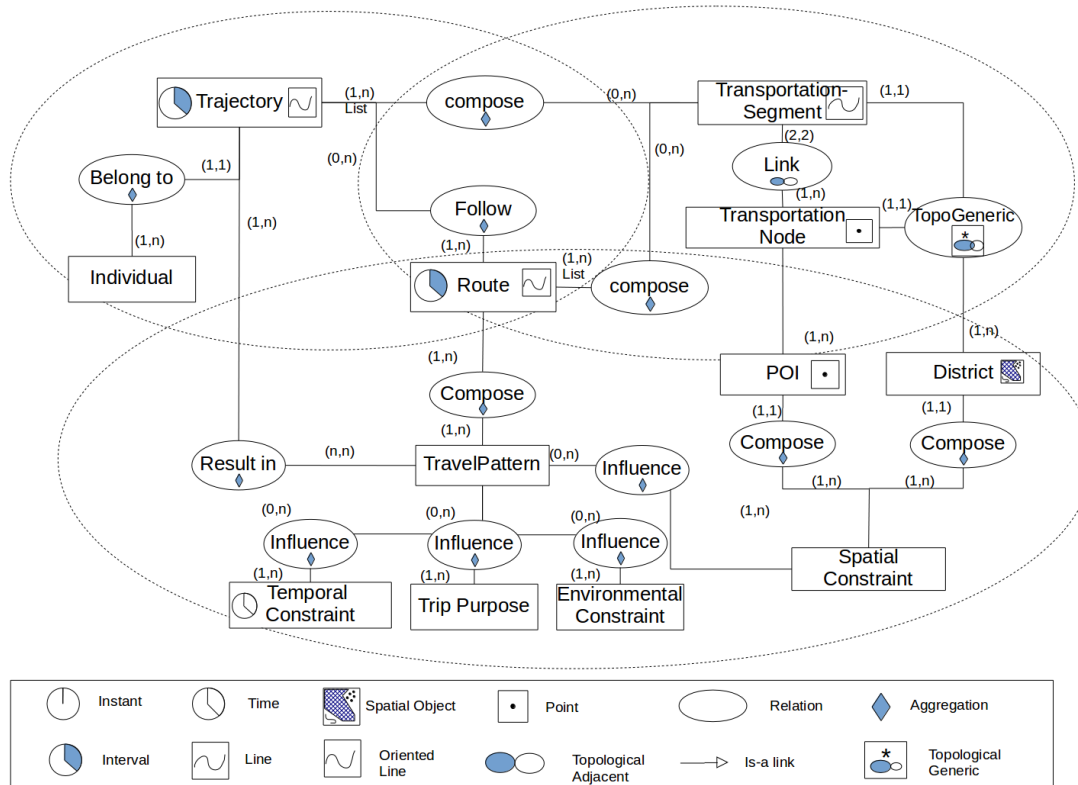 Trajectory
(1,n)
List
compose
(0,n)
Transportation-
Segment
(1,1)
(2,2)
(0,n)
(0,n)
Link
Belong to
(1,1)
(1,n)
(1,n)
Follow
Transportation
Node
(1,1)
TopoGeneric
*
(1,n)
(1,n)
(1,n)
List
Individual
Route
compose
(1,n)
(1,n)
(1,n)
POI
District
Compose
(1,1)
(1,1)
(1,n)
Compose
Compose
Result in
(n,n)
TravelPattern
(0,n)
Influence
(1,n)
(1,n)
(0,n)
(0,n)
(0,n)
(1,n)
Influence
Influence
Influence
(1,n)
(1,n)
(1,n)
Temporal
Constraint
Trip Purpose
Environmental
Constraint
Spatial
Constraint
Instant
Time
Spatial Object
Point
Relation
Aggregation
Interval
Line
Oriented
Line
Topological
Adjacent
Is-a link
*
Topological
Generic